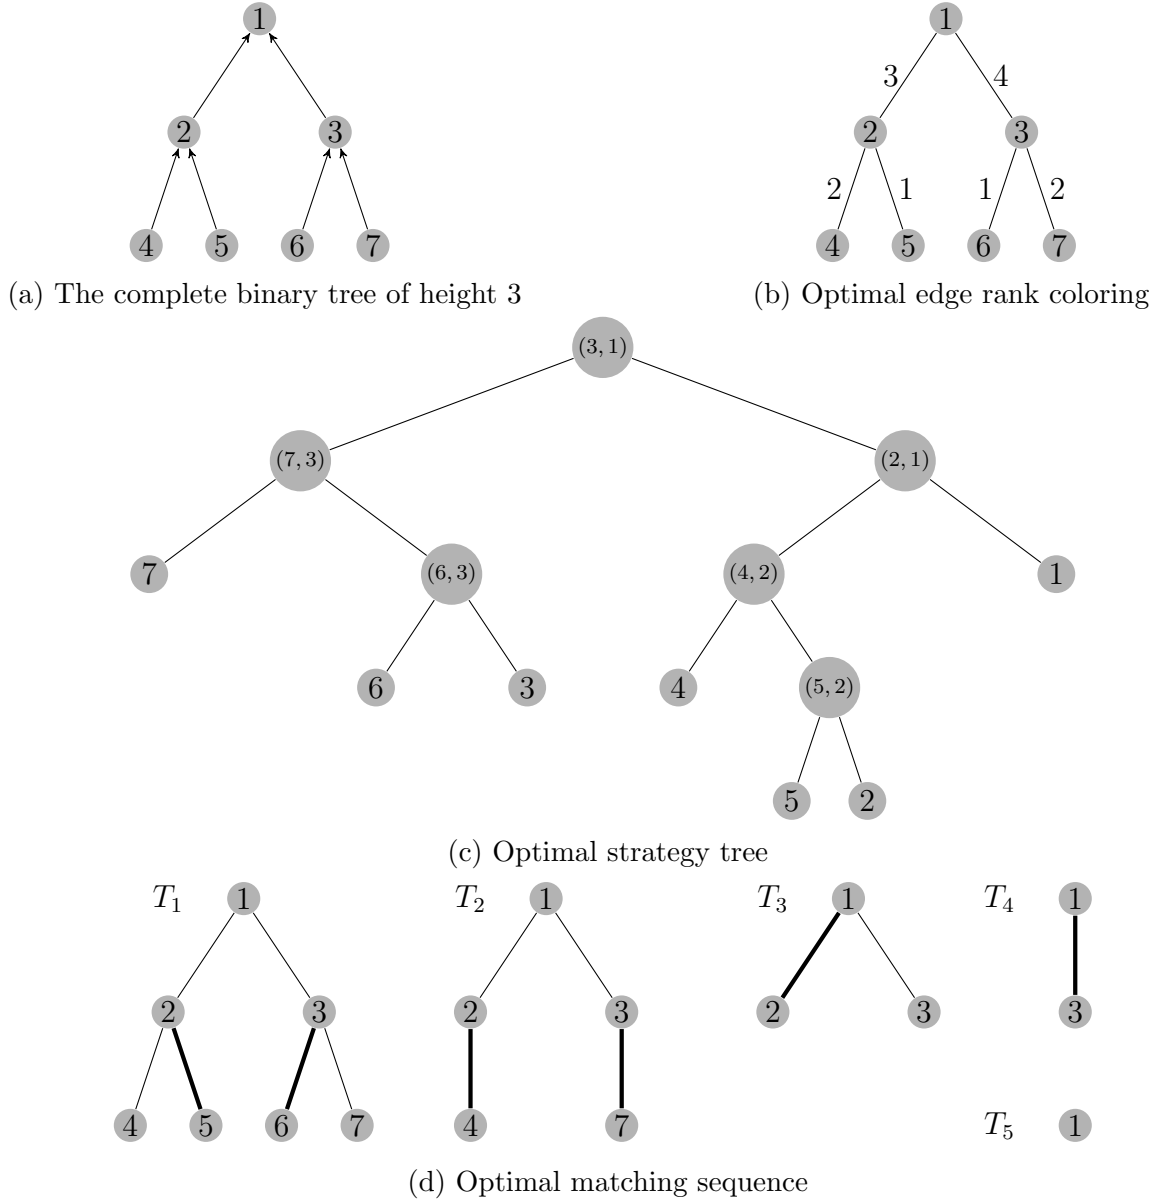 1 1
3 4
2 3 2 3
2 1 1 2
4 5 6 7 4 5 6 7
(a) The complete binary tree of height 3 (b) Optimal edge rank coloring
(3, 1)
(7, 3) (2, 1)
7 (6, 3) (4, 2) 1
6 3 4 (5, 2)
5 2
(c) Optimal strategy tree
T₁ 1 T₂ 1 T₃ 1 T₄ 1
2 3 2 3 2 3 3
4 5 6 7 4 7 T₅ 1
(d) Optimal matching sequence